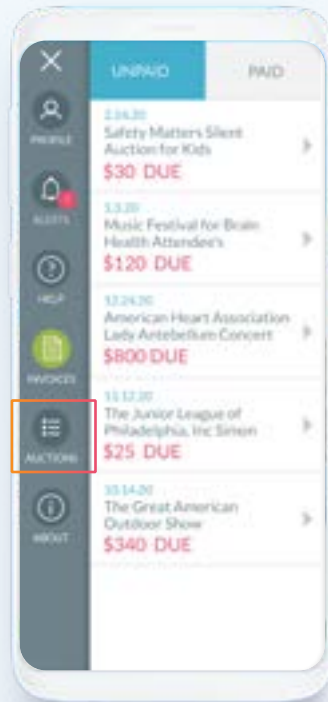 UNPAID
PAID
PROFILE
ALERTS
HELP
INVOICES
AUCTIONS
ABOUT
Safety Matters Silent
Auction for Kids
$30 DUE
3.3.20
Music Festival for Brain
Health Attendee's
$120 DUE
12.24.20
American Heart Association
Lady Antebellum Concert
$800 DUE
11.12.20
The Junior League of
Philadelphia, Inc Simon
$25 DUE
10.14.20
The Great American
Outdoor Show
$340 DUE